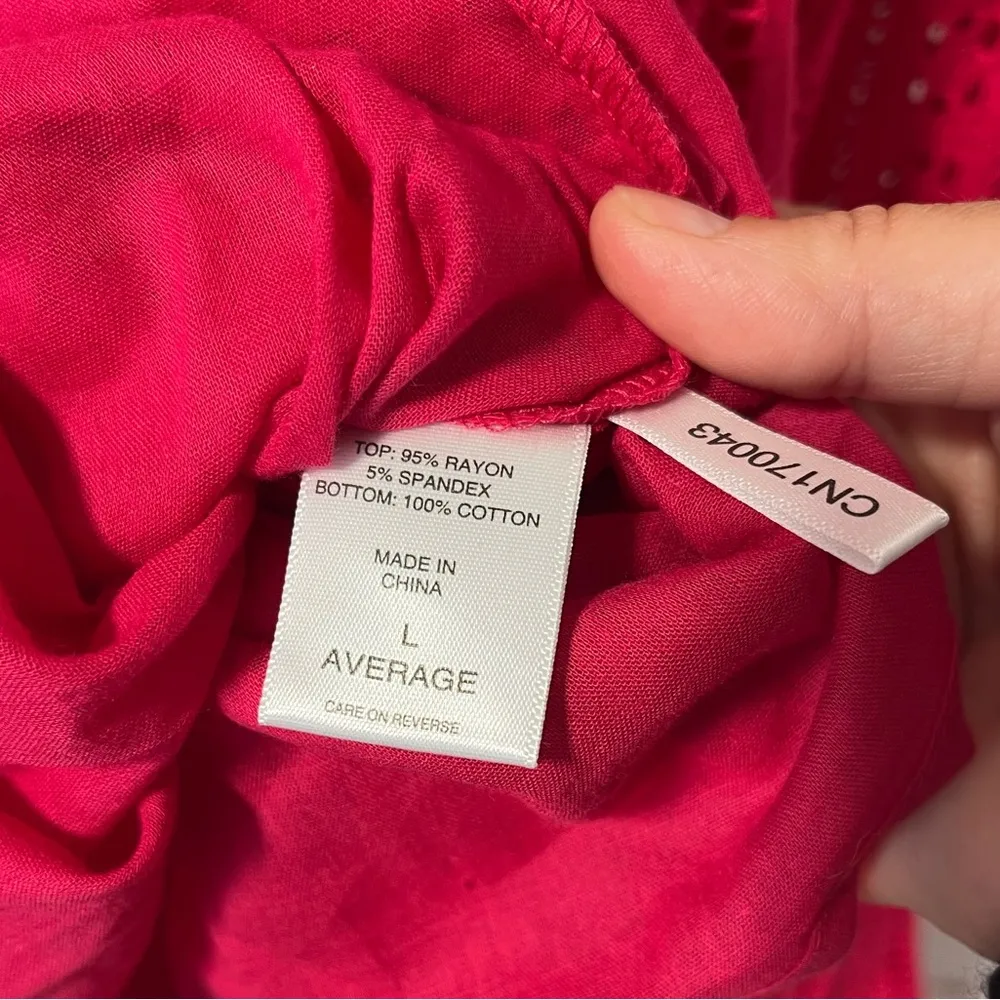 TOP: 95% RAYON
5% SPANDEX
BOTTOM: 100% COTTON
MADE IN
CHINA
L
AVERAGE
CARE ON REVERSE
CN170043